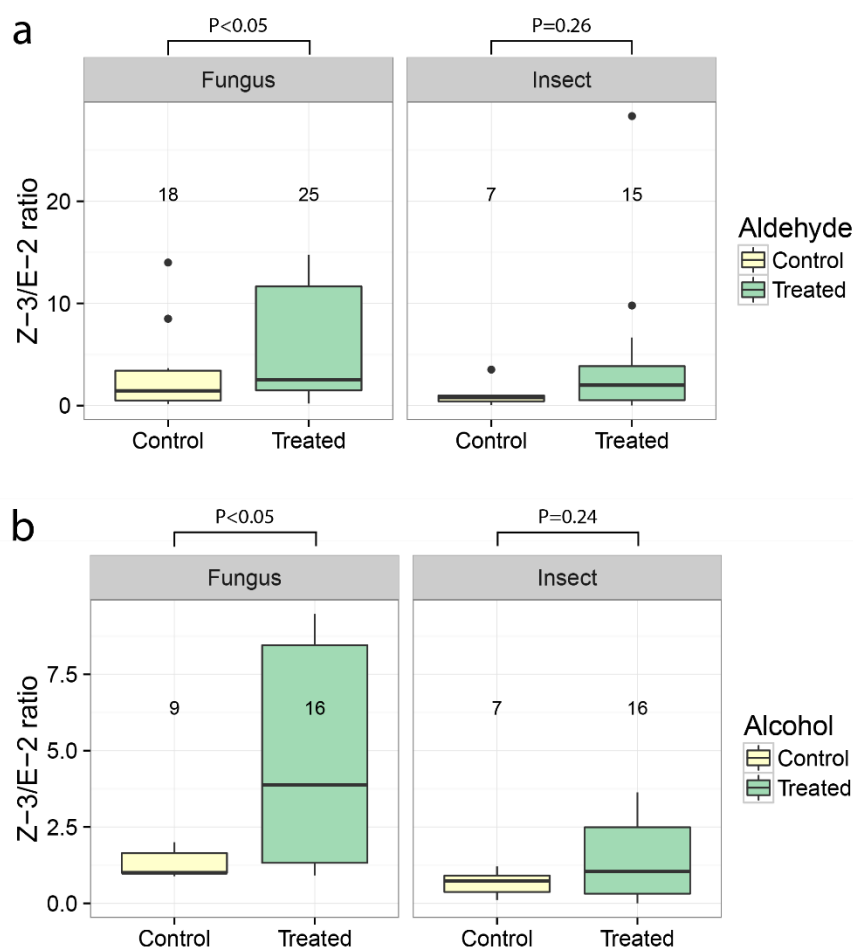 a
P<0.05
P=0.26
Fungus
Insect
Z−3/E−2 ratio
20
10
0
18
25
7
15
Control
Treated
Control
Treated
Aldehyde
Control
Treated
b
P<0.05
P=0.24
Fungus
Insect
Z−3/E−2 ratio
7.5
5.0
2.5
0.0
9
16
7
16
Control
Treated
Control
Treated
Alcohol
Control
Treated